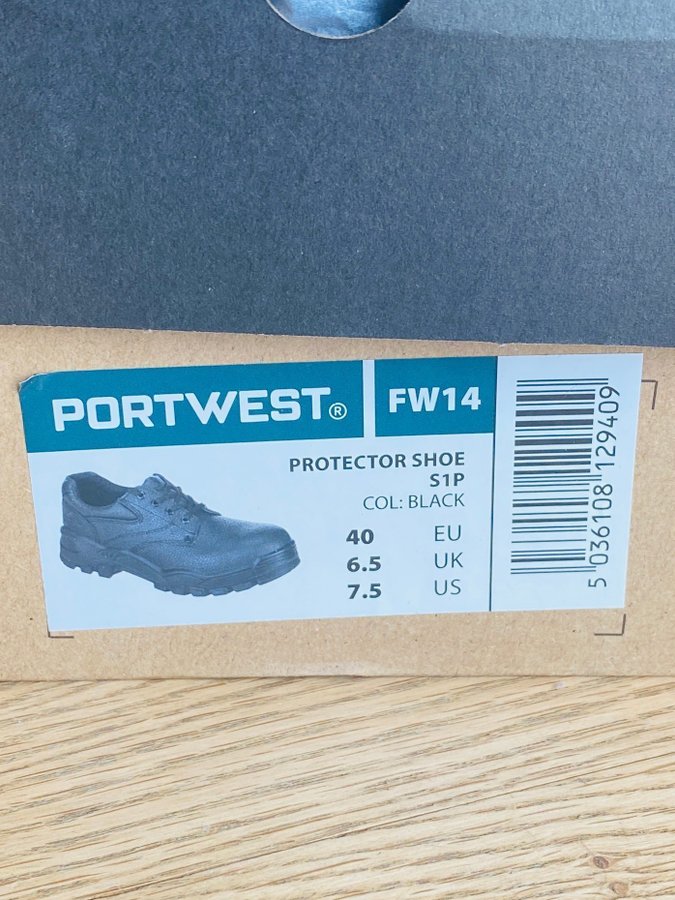 PORTWEST®
FW14
PROTECTOR SHOE
S1P
COL: BLACK
40 EU
6.5 UK
7.5 US
5 036108 129409